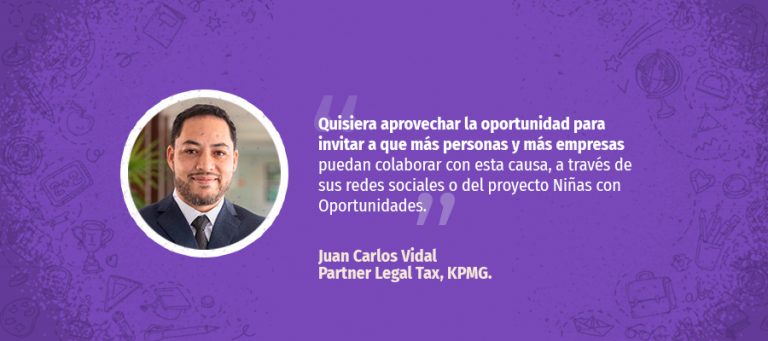 Quisiera aprovechar la oportunidad para
invitar a que más personas y más empresas
puedan colaborar con esta causa, a través de
sus redes sociales o del proyecto Niñas con
Oportunidades.
Juan Carlos Vidal
Partner Legal Tax, KPMG.